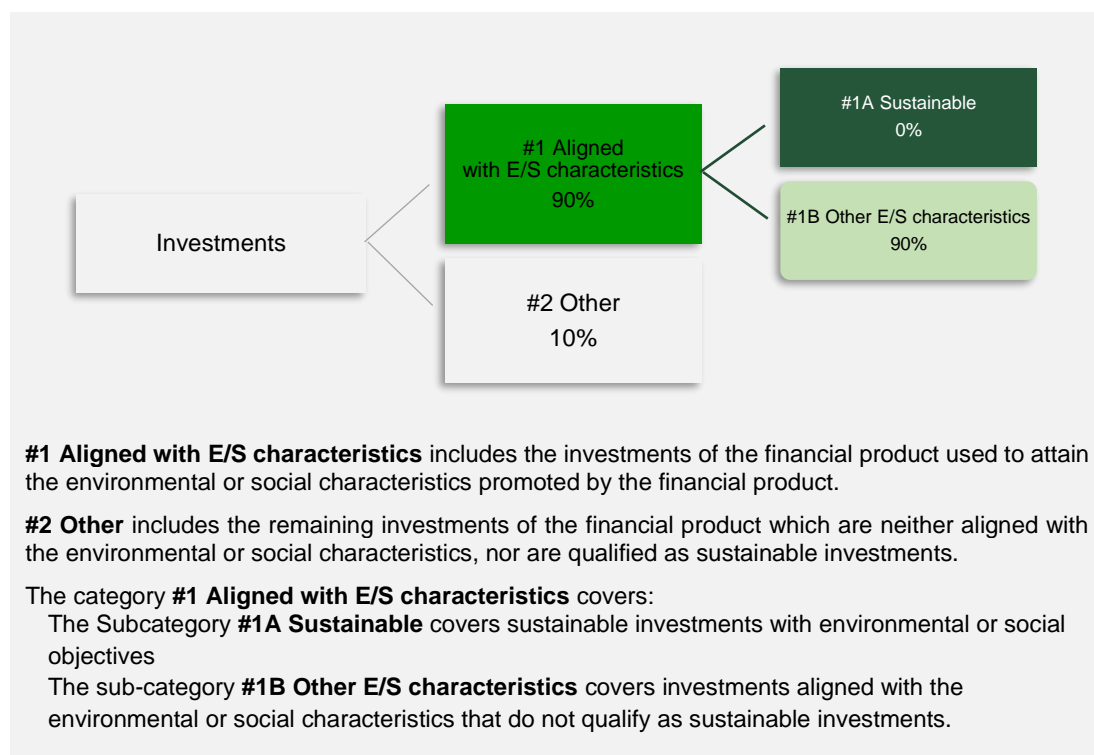 #1A Sustainable
0%
#1 Aligned
with E/S characteristics
90%
#1B Other E/S characteristics
90%
Investments
#2 Other
10%
#1 Aligned with E/S characteristics includes the investments of the financial product used to attain
the environmental or social characteristics promoted by the financial product.
#2 Other includes the remaining investments of the financial product which are neither aligned with
the environmental or social characteristics, nor are qualified as sustainable investments.
The category #1 Aligned with E/S characteristics covers:
The Subcategory #1A Sustainable covers sustainable investments with environmental or social
objectives
The sub-category #1B Other E/S characteristics covers investments aligned with the
environmental or social characteristics that do not qualify as sustainable investments.